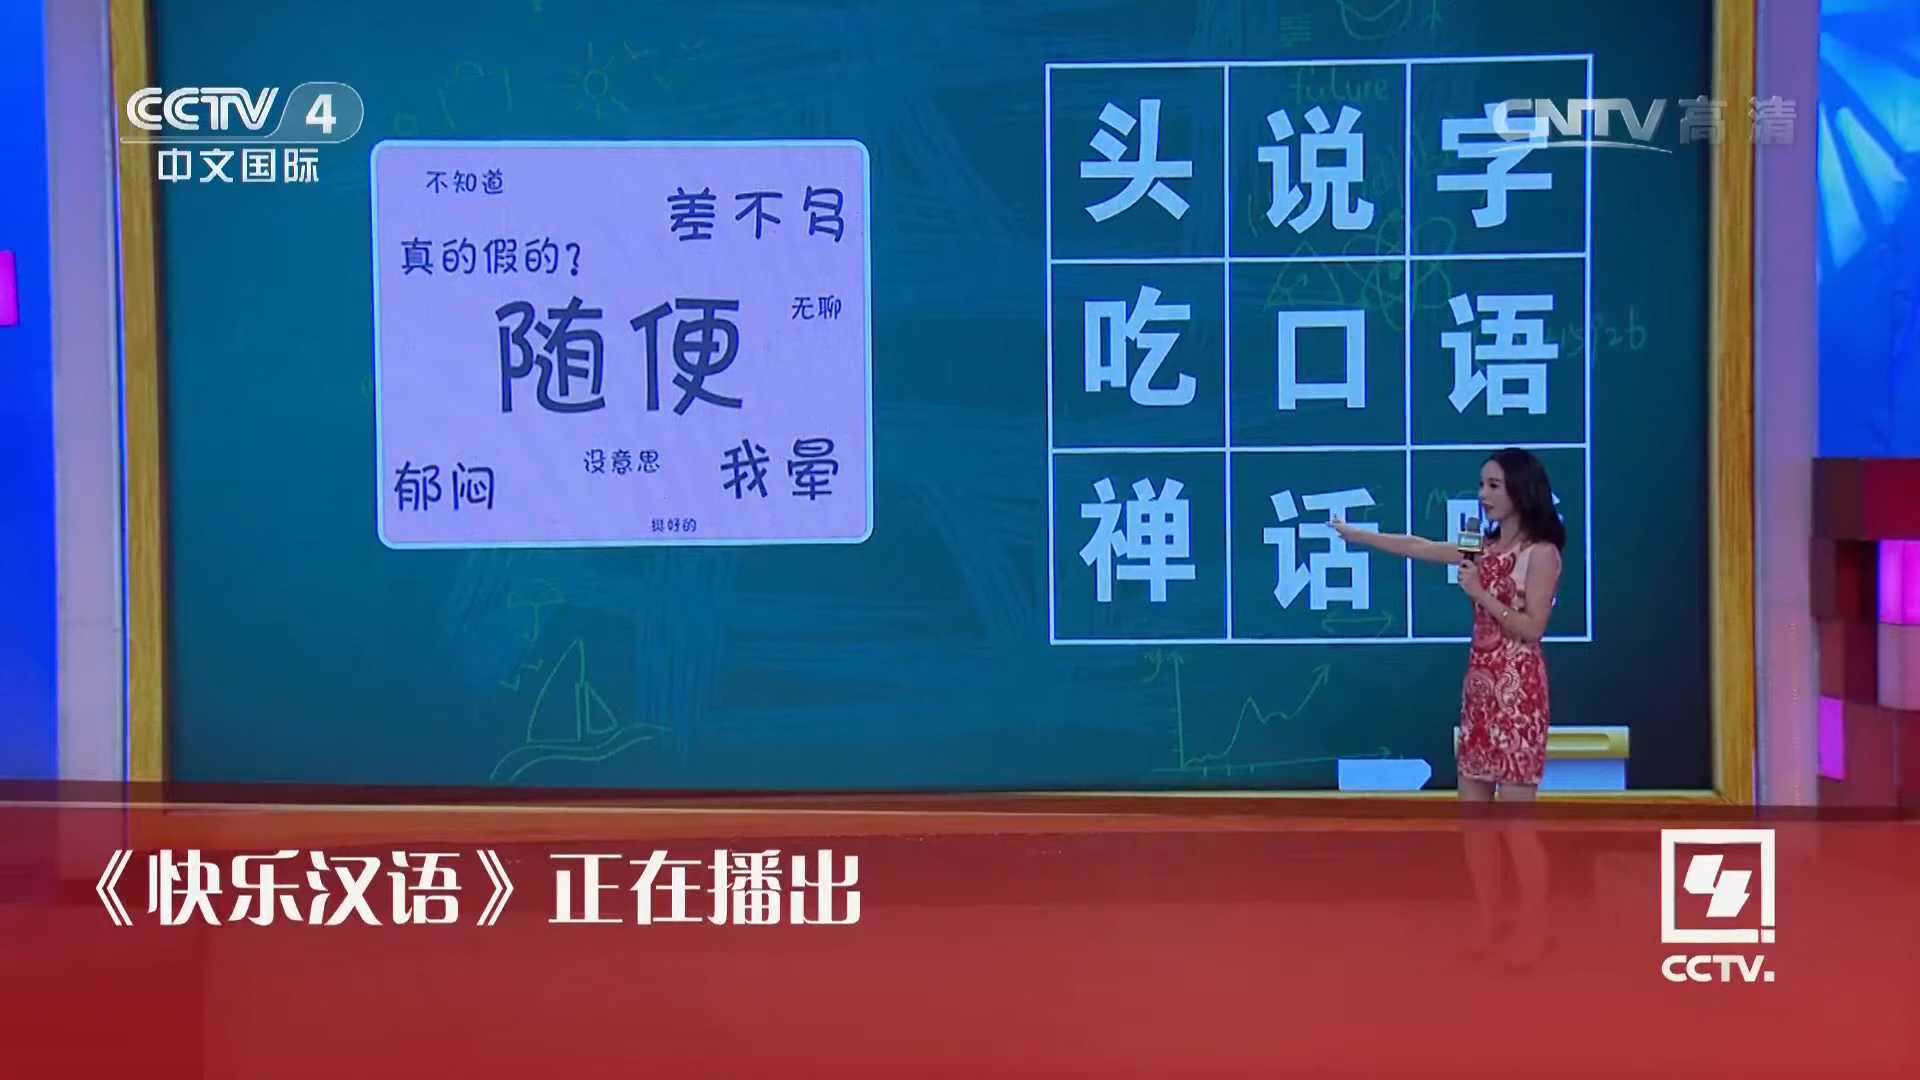 CCTV 4
中文国际
CNTV 高清
future
不知道
差不多
真的假的?
无聊
随便
郁闷
没意思
我晕
挺好的
头 说 字
吃 口 语
禅 话
《快乐汉语》正在播出
CCTV.